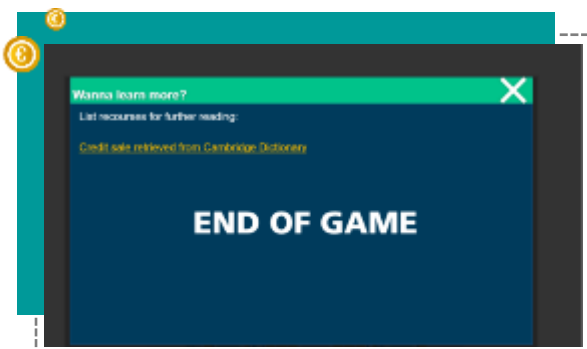 Wanna learn more?
List recourses for further reading:
Credit sale retrieved from Cambridge Dictionary
END OF GAME